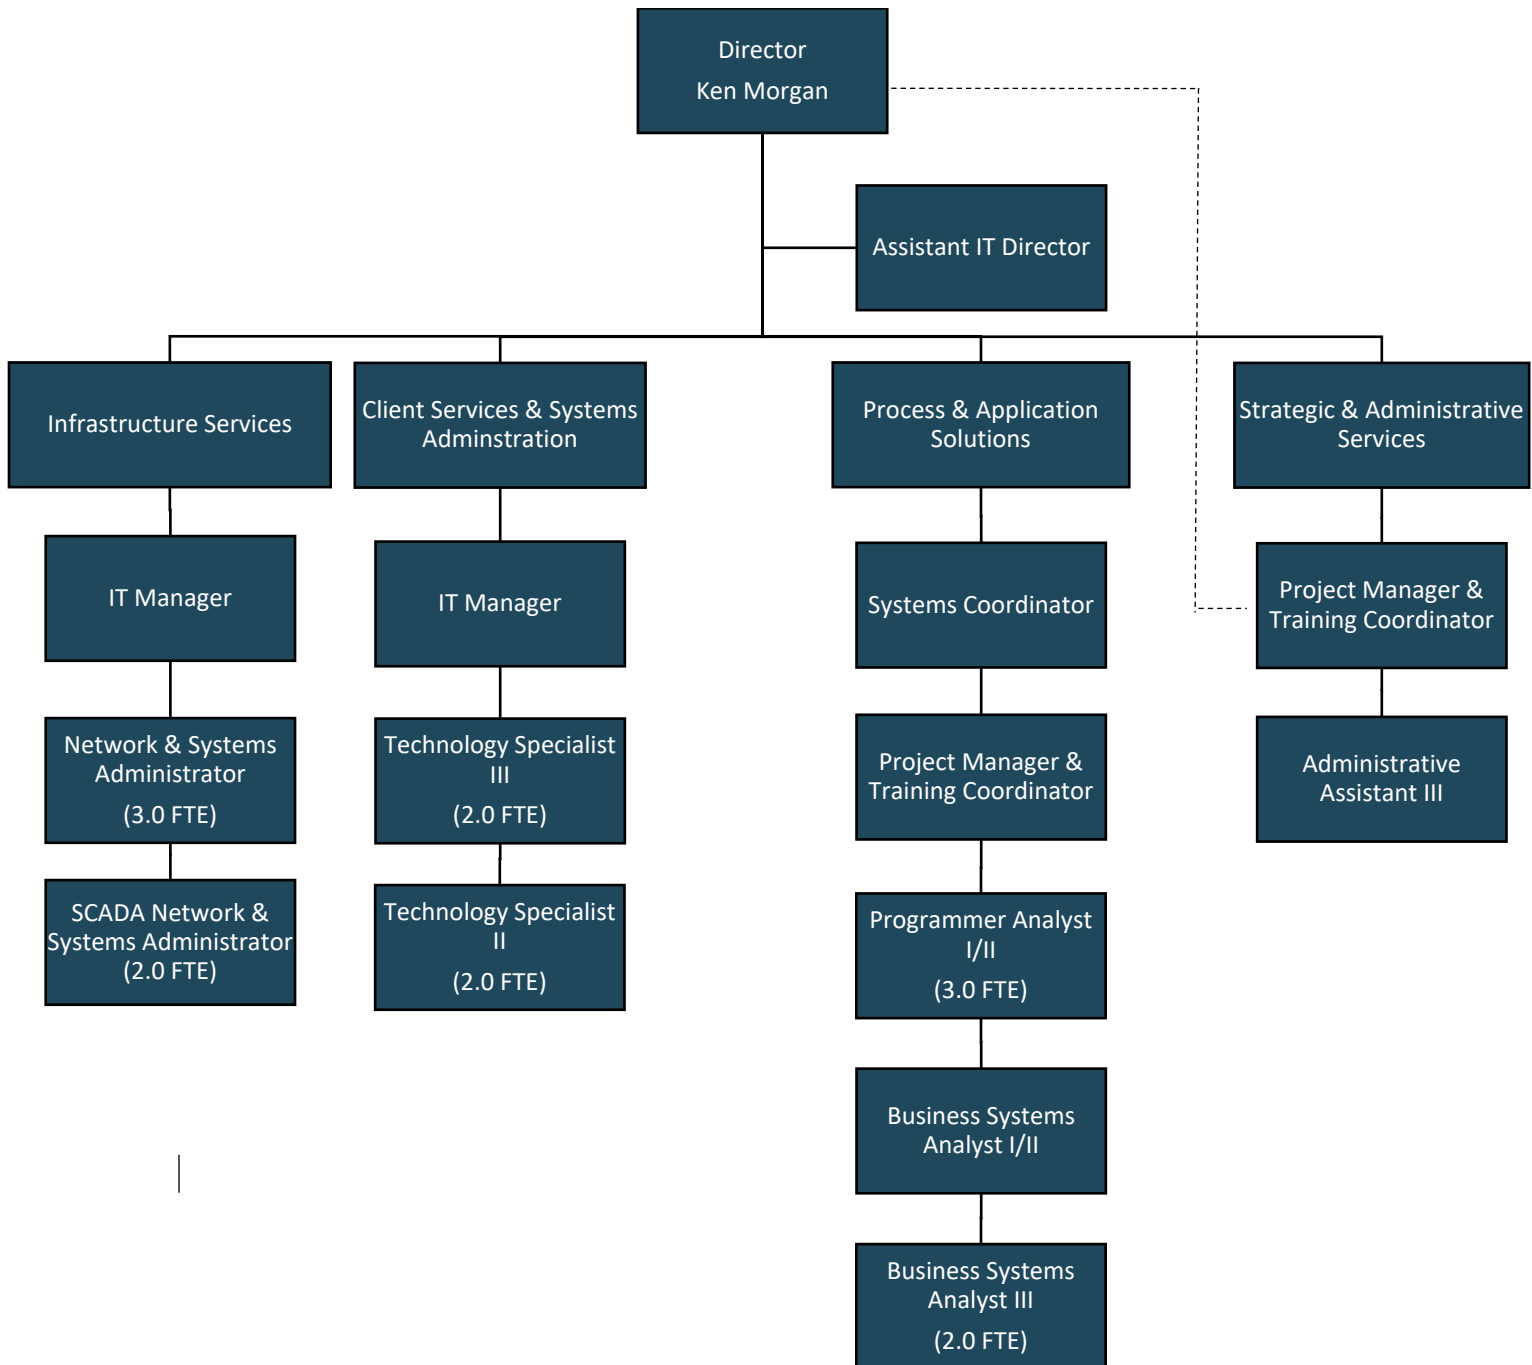 Director
Ken Morgan
Assistant IT Director
Infrastructure Services
Client Services & Systems
Adminstration
Process & Application
Solutions
Strategic & Administrative
Services
IT Manager
IT Manager
Systems Coordinator
Project Manager &
Training Coordinator
Network & Systems
Administrator
(3.0 FTE)
Technology Specialist
III
(2.0 FTE)
Project Manager &
Training Coordinator
Administrative
Assistant III
SCADA Network &
Systems Administrator
(2.0 FTE)
Technology Specialist
II
(2.0 FTE)
Programmer Analyst
I/II
(3.0 FTE)
Business Systems
Analyst I/II
Business Systems
Analyst III
(2.0 FTE)